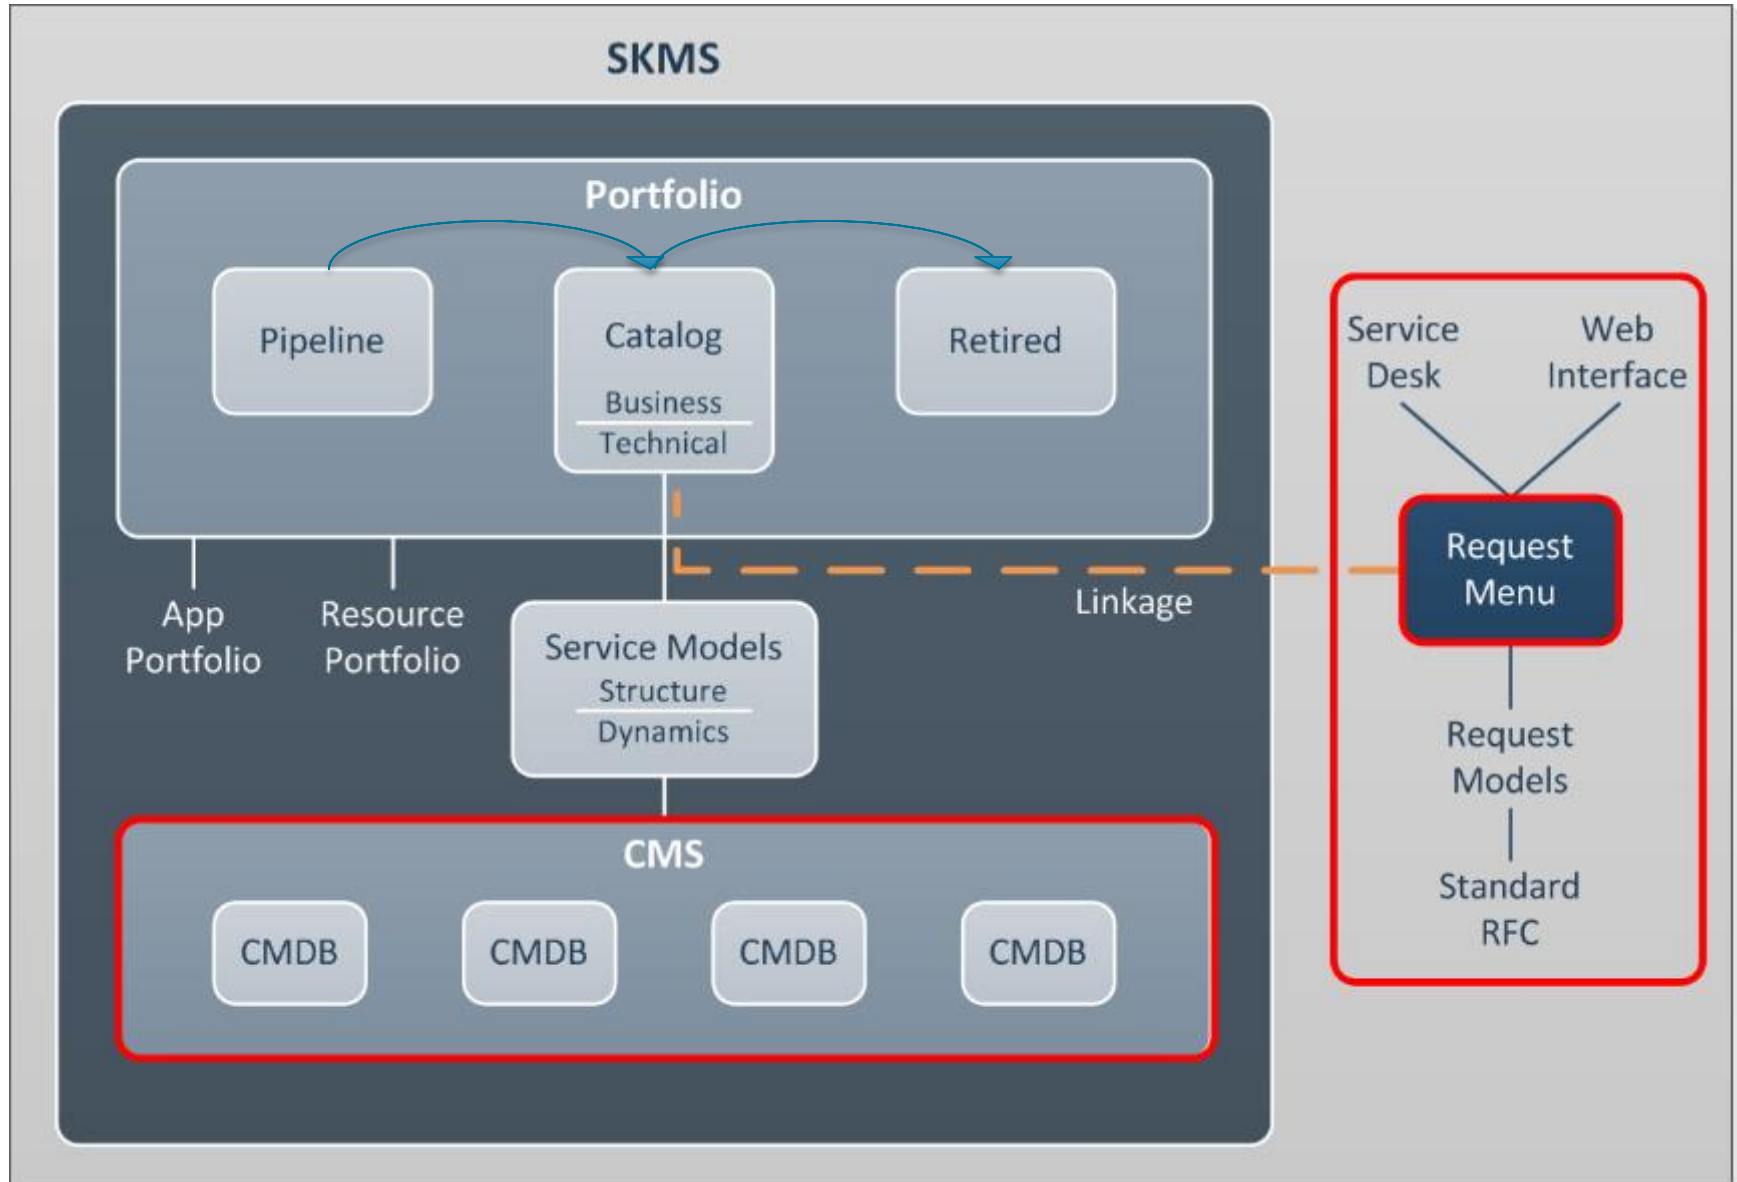 SKMS
Portfolio
Pipeline
Catalog
Business
Technical
Retired
App
Portfolio
Resource
Portfolio
Service Models
Structure
Dynamics
Linkage
CMS
CMDB
CMDB
CMDB
CMDB
Service
Desk
Web
Interface
Request
Menu
Request
Models
Standard
RFC